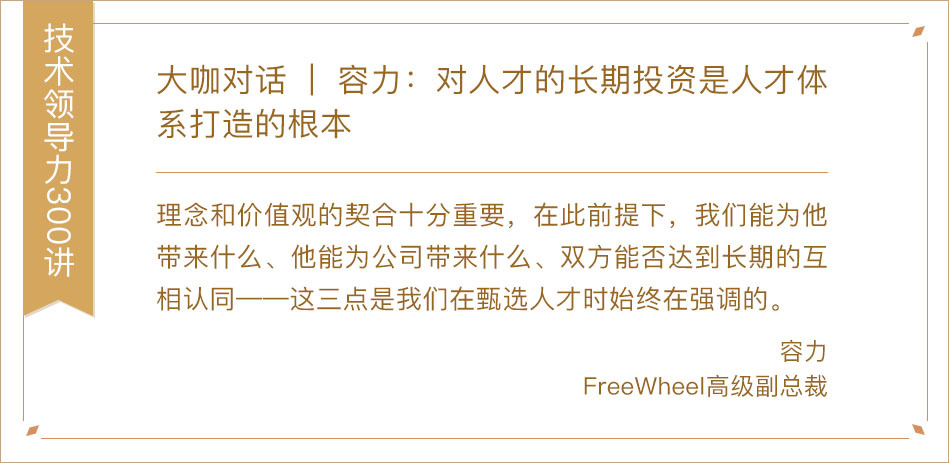 技术领导力300讲
大咖对话 | 容力：对人才的长期投资是人才体
系打造的根本
理念和价值观的契合十分重要，在此前提下，我们能为他
带来什么、他能为公司带来什么、双方能否达到长期的互
相认同——这三点是我们在甄选人才时始终在强调的。
容力
FreeWheel高级副总裁